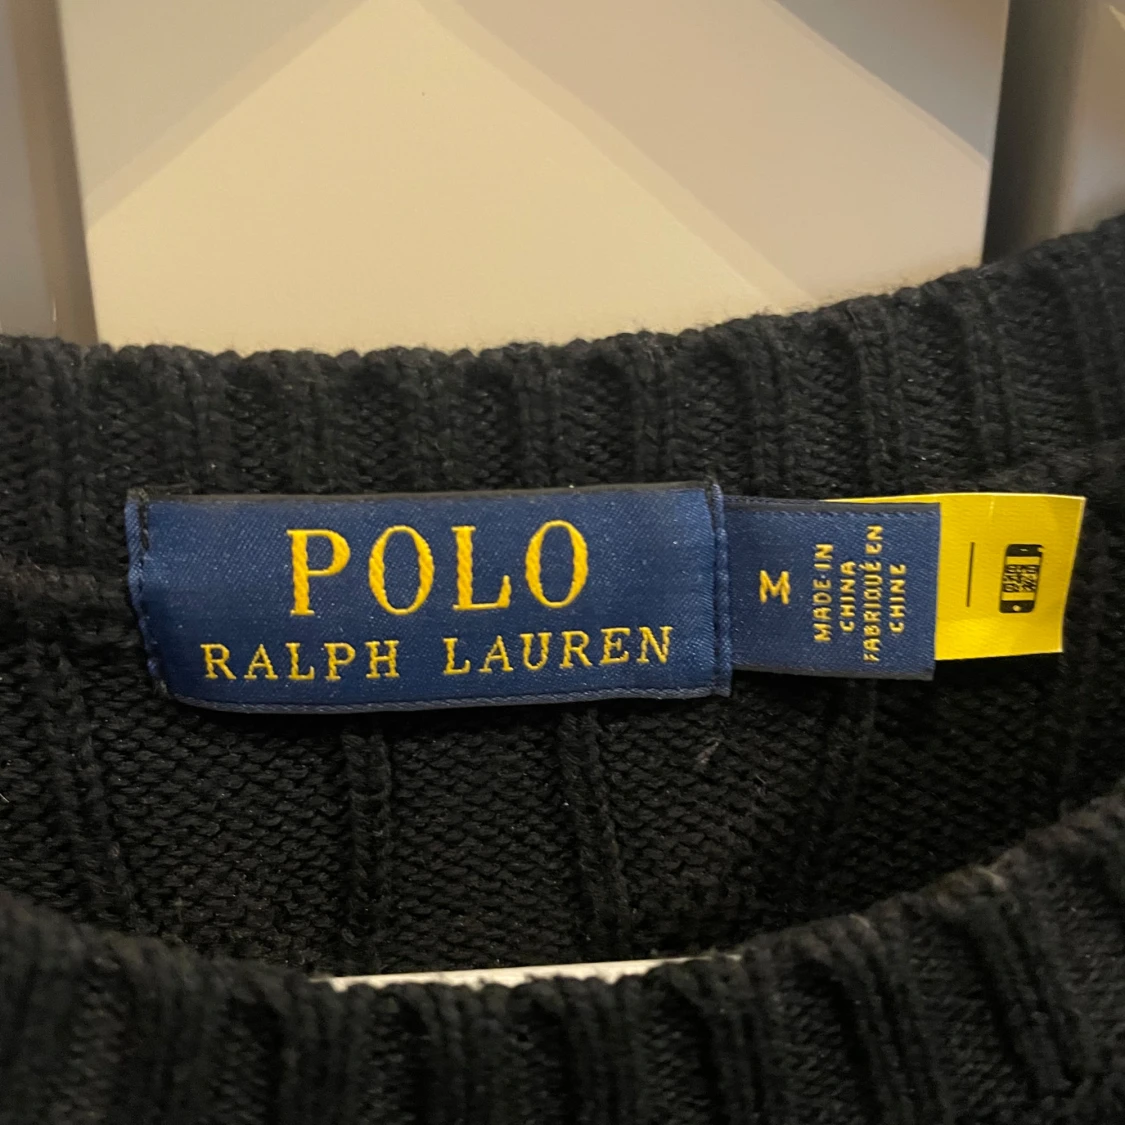 POLO
RALPH LAUREN
M
MADE IN
CHINA
FABRIQUÉ EN
CHINE